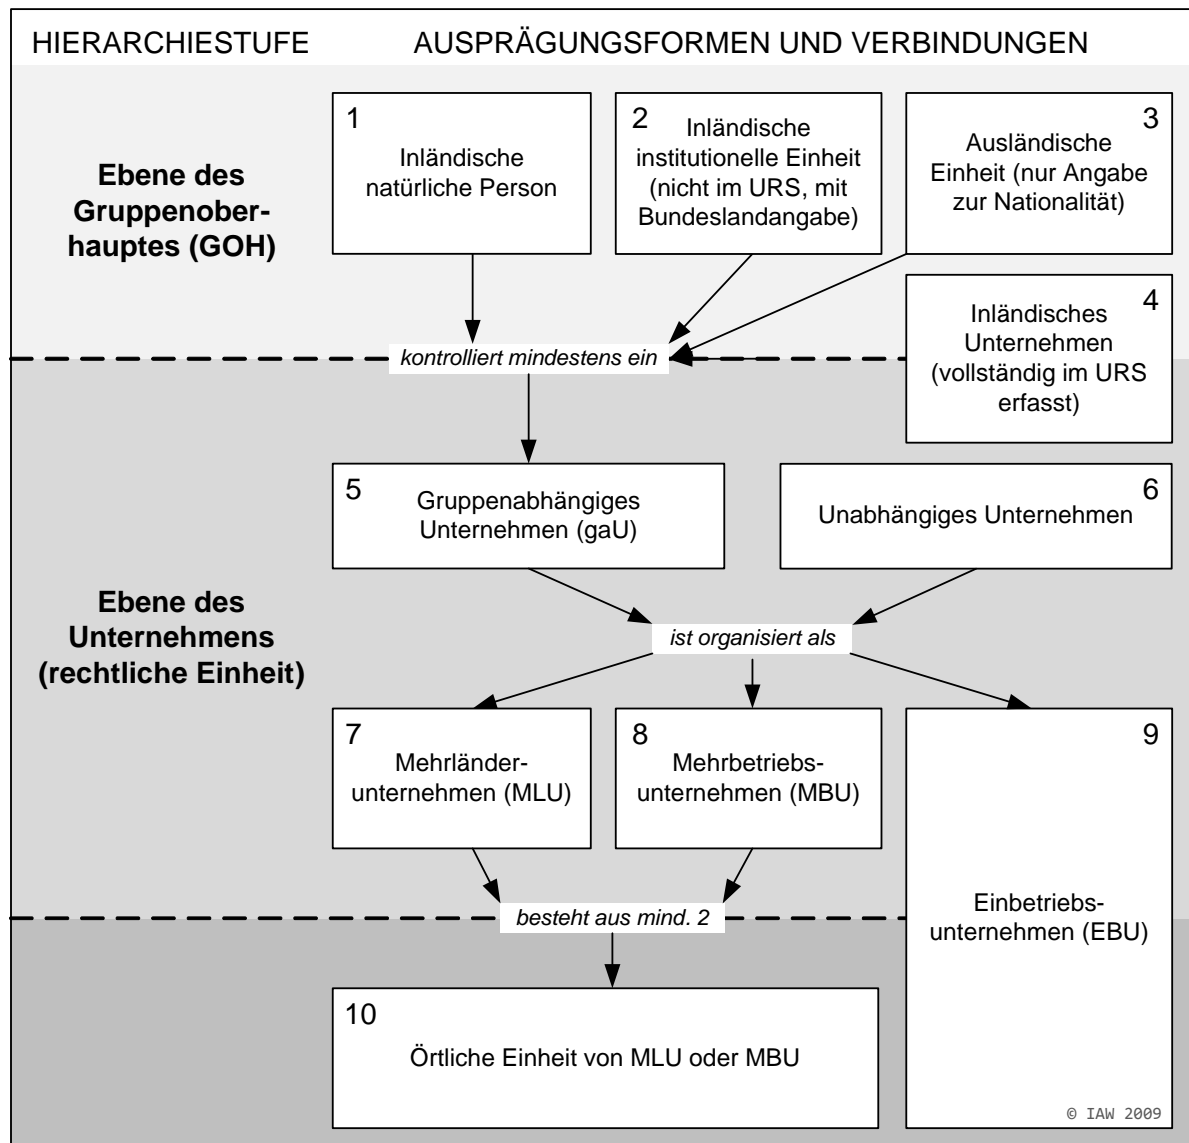 HIERARCHIESTUFE
AUSPRÄGUNGSFORMEN UND VERBINDUNGEN
Ebene des
Gruppenober-
hauptes (GOH)
1
Inländische
natürliche Person
2
Inländische
institutionelle Einheit
(nicht im URS, mit
Bundeslandangabe)
3
Ausländische
Einheit (nur Angabe
zur Nationalität)
4
Inländisches
Unternehmen
(vollständig im URS
erfasst)
kontrolliert mindestens ein
Ebene des
Unternehmens
(rechtliche Einheit)
5
Gruppenabhängiges
Unternehmen (gaU)
6
Unabhängiges Unternehmen
ist organisiert als
7
Mehrländer-
unternehmen (MLU)
8
Mehrbetriebs-
unternehmen (MBU)
9
Einbetriebs-
unternehmen (EBU)
besteht aus mind. 2
10
Örtliche Einheit von MLU oder MBU
© IAW 2009